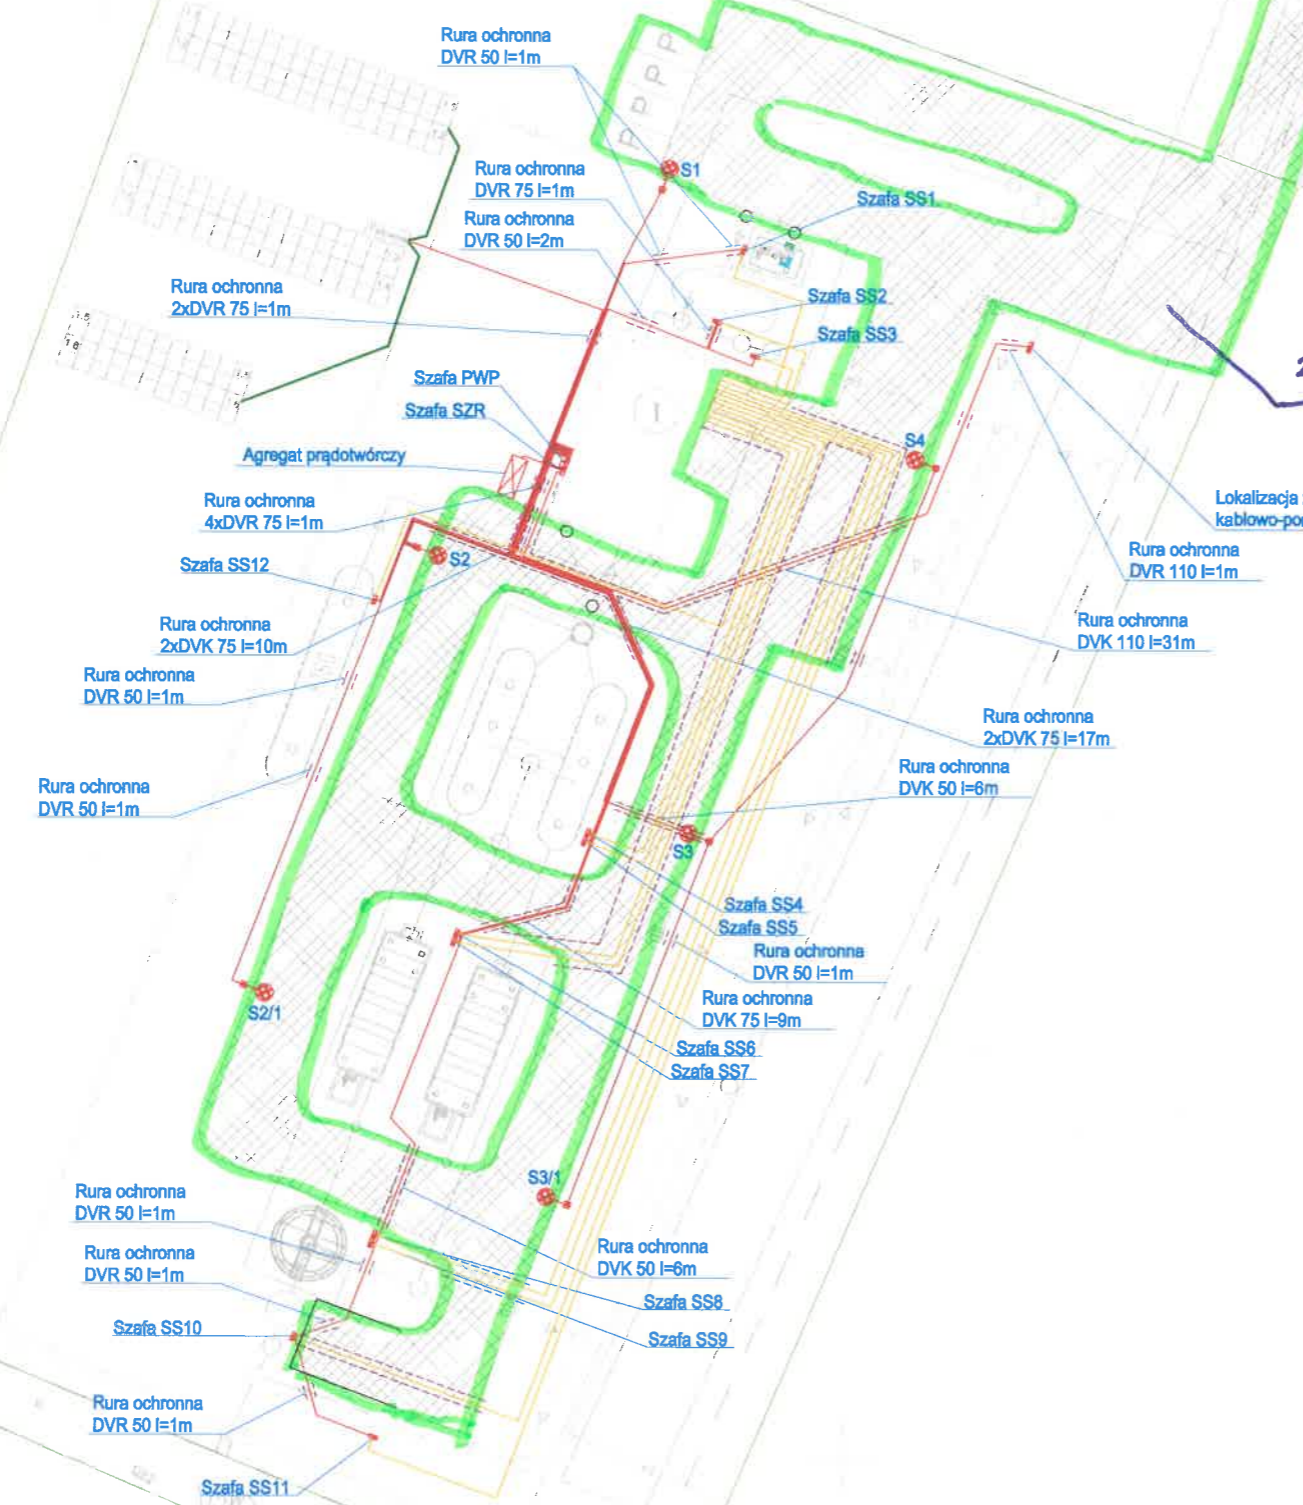 Rura ochronna
DVR 50 l=1m
P
P
P
P
S1
Rura ochronna
DVR 75 l=1m
Szafa SS1
Rura ochronna
DVR 50 l=2m
Rura ochronna
2xDVR 75 l=1m
Szafa SS2
Szafa SS3
Szafa PWP
Szafa SZR
S4
Agregat prądotwórczy
Rura ochronna
4xDVR 75 l=1m
Lokalizacja
Rura ochronna
DVR 110 l=1m
S2
Szafa SS12
Rura ochronna
2xDVK 75 l=10m
Rura ochronna
DVK 110 l=31m
Rura ochronna
DVR 50 l=1m
Rura ochronna
2xDVK 75 l=17m
Rura ochronna
DVK 50 l=6m
Rura ochronna
DVR 50 l=1m
S3
Szafa SS4
Szafa SS5
Rura ochronna
DVR 50 l=1m
Rura ochronna
DVK 75 l=9m
S2/1
Szafa SS6
Szafa SS7
S3/1
Rura ochronna
DVR 50 l=1m
Rura ochronna
DVR 50 l=1m
Rura ochronna
DVK 50 l=6m
Szafa SS8
Szafa SS10
Szafa SS9
Rura ochronna
DVR 50 l=1m
Szafa SS11